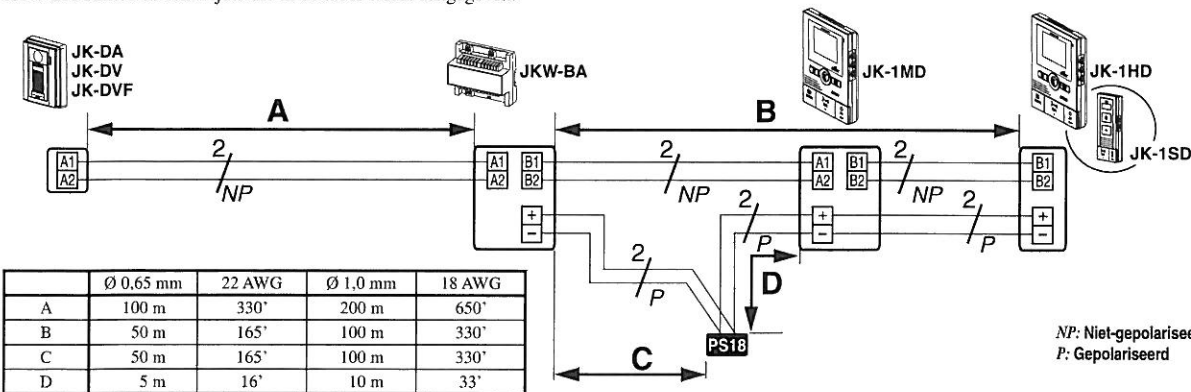 JK-DA
JK-DV
JK-DVF
JKW-BA
JK-1MD
JK-1HD
JK-1SD
A
B
A1 2 A1 B1 2 A1 B1 2 B1
A2 NP A2 B2 NP A2 B2 NP B2
+ 2 + 2 +
− P − P −
2
P
D
PS18
C
Ø 0,65 mm 22 AWG Ø 1,0 mm 18 AWG
A 100 m 330' 200 m 650'
B 50 m 165' 100 m 330'
C 50 m 165' 100 m 330'
D 5 m 16' 10 m 33'
NP: Niet-gepolarisee
P: Gepolariseerd